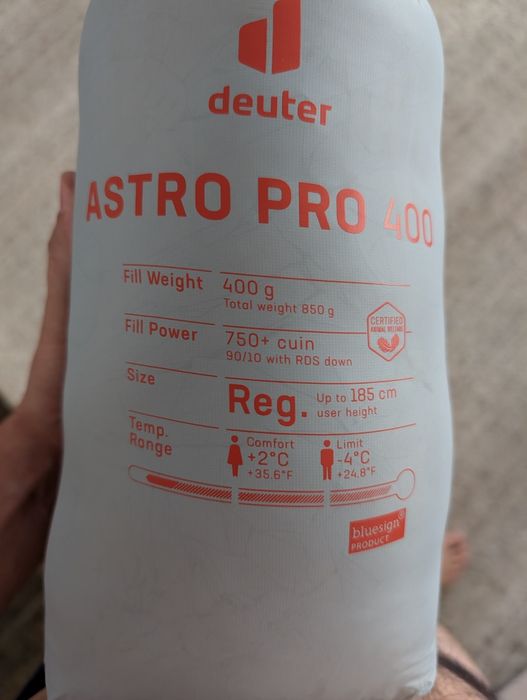 deuter
ASTRO PRO 400
Fill Weight
400 g
Total weight 850 g
CERTIFIED
ANIMAL WELFARE
Fill Power
750+ cuin
90/10 with RDS down
Size
Reg.
Up to 185 cm
user height
Temp.
Range
Comfort
+2°C
+35.6°F
Limit
-4°C
+24.8°F
bluesign®
PRODUCT